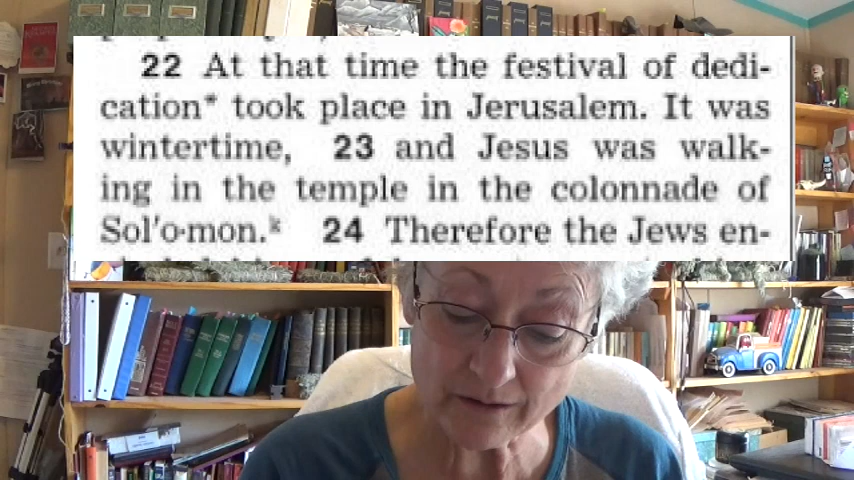 22 At that time the festival of dedi-
cation* took place in Jerusalem. It was
wintertime, 23 and Jesus was walk-
ing in the temple in the colonnade of
Sol′o·mon.k 24 Therefore the Jews en-